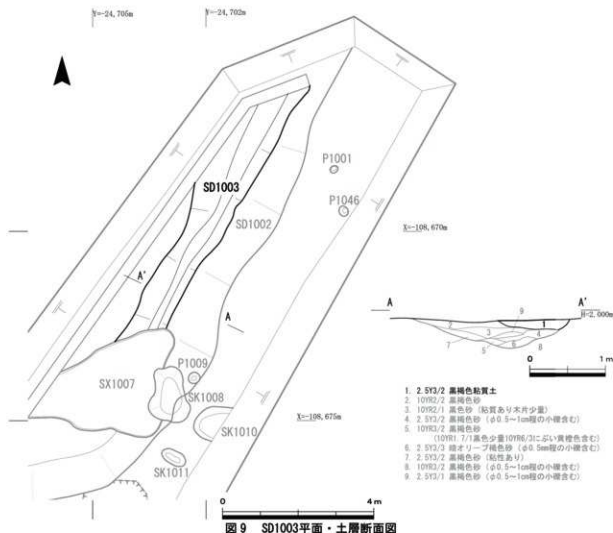 Y=-24,705m
Y=-24,702m
P1001
P1046
SD1003
SD1002
X=-108,670m
A'
A
P1009
SX1007
SK1008
SK1010
SK1011
X=-108,675m
A
A'
H=2.000m
9
1
2
3
4
5
6
7
8
0
1m
1. 2.5Y3/2 黒褐色粘質土
2. 10YR2/2 黒褐色砂
3. 10YR2/1 黒色砂（粘質あり木片少量）
4. 2.5Y3/2 黒褐色砂（φ0.5～1cm程の小礫含む）
5. 10YR3/2 黒褐色砂
（10YR1.7/1黒色少量10YR6/3にぶい黄橙色含む）
6. 2.5Y3/3 暗オリーブ褐色砂（φ0.5mm程の小礫含む）
7. 2.5Y3/2 黒褐色砂（粘性あり）
8. 10YR3/2 黒褐色砂（φ0.5～1cm程の小礫含む）
9. 2.5Y3/1 黒褐色砂（φ0.5～1cm程の小礫含む）
0
4m
図9 SD1003平面・土層断面図